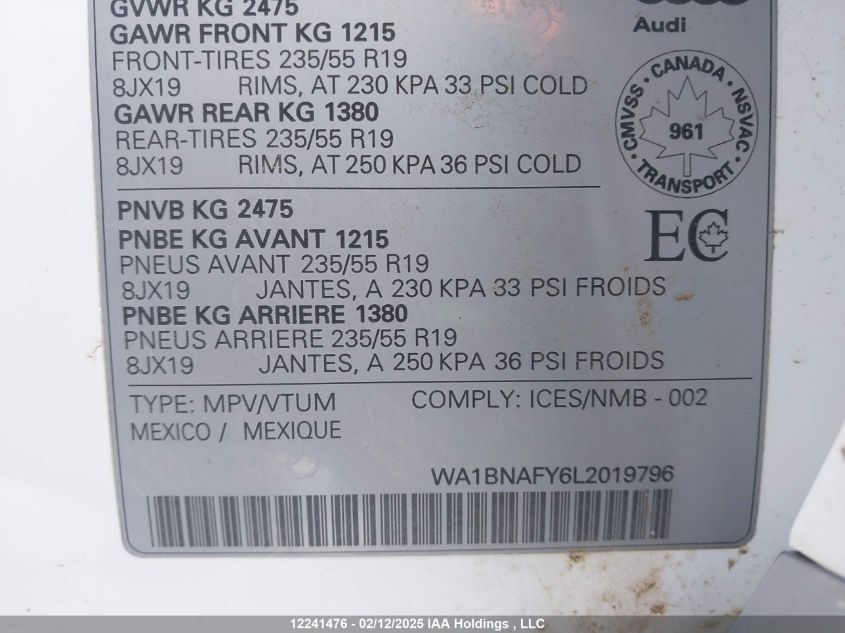 GVWR KG 2475
GAWR FRONT KG 1215
FRONT-TIRES 235/55 R19
8JX19 RIMS, AT 230 KPA 33 PSI COLD
GAWR REAR KG 1380
REAR-TIRES 235/55 R19
8JX19 RIMS, AT 250 KPA 36 PSI COLD
Audi
CMVSS • CANADA • NSVAC
961
• TRANSPORT •
EC
PNVB KG 2475
PNBE KG AVANT 1215
PNEUS AVANT 235/55 R19
8JX19 JANTES, A 230 KPA 33 PSI FROIDS
PNBE KG ARRIERE 1380
PNEUS ARRIERE 235/55 R19
8JX19 JANTES, A 250 KPA 36 PSI FROIDS
TYPE: MPV/VTUM COMPLY: ICES/NMB - 002
MEXICO / MEXIQUE
WA1BNAFY6L2019796
12241476 - 02/12/2025 IAA Holdings , LLC